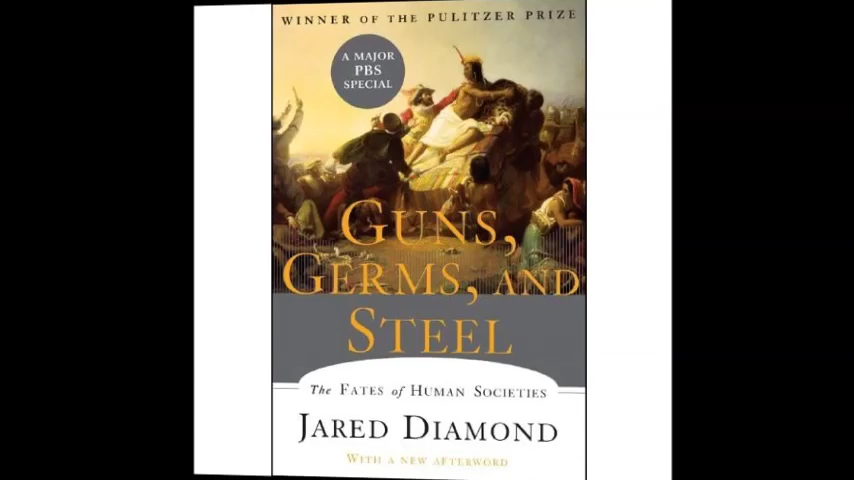 WINNER OF THE PULITZER PRIZE
A MAJOR
PBS
SPECIAL
GUNS,
GERMS, AND
STEEL
The FATES of HUMAN SOCIETIES
JARED DIAMOND
WITH A NEW AFTERWORD